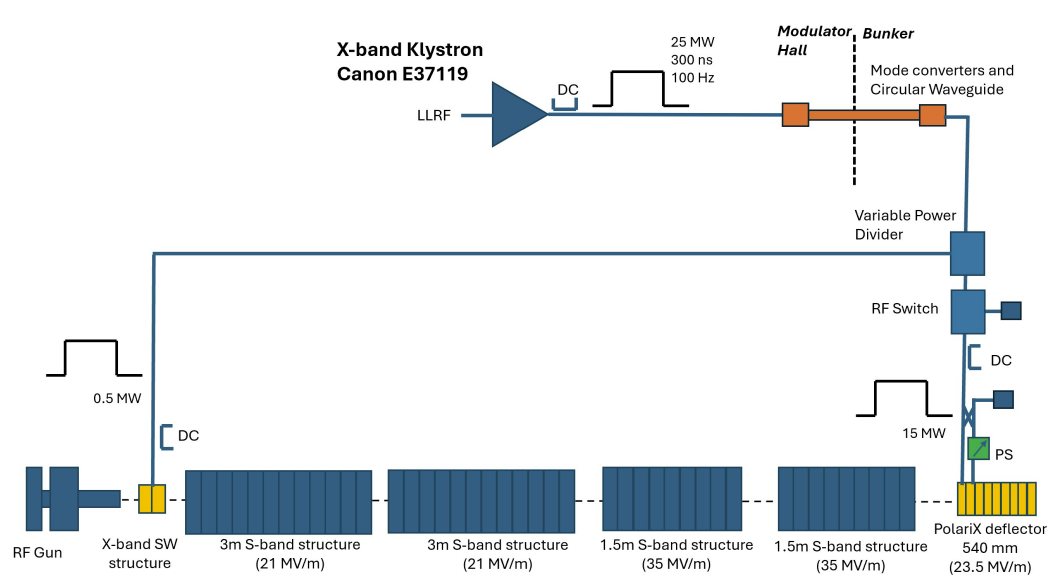 X-band Klystron
Canon E37119
LLRF
DC
25 MW
300 ns
100 Hz
Modulator
Hall
Bunker
Mode converters and
Circular Waveguide
Variable Power
Divider
RF Switch
DC
0.5 MW
DC
15 MW
PS
RF Gun
X-band SW
structure
3m S-band structure
(21 MV/m)
3m S-band structure
(21 MV/m)
1.5m S-band structure
(35 MV/m)
1.5m S-band structure
(35 MV/m)
PolariX deflector
540 mm
(23.5 MV/m)